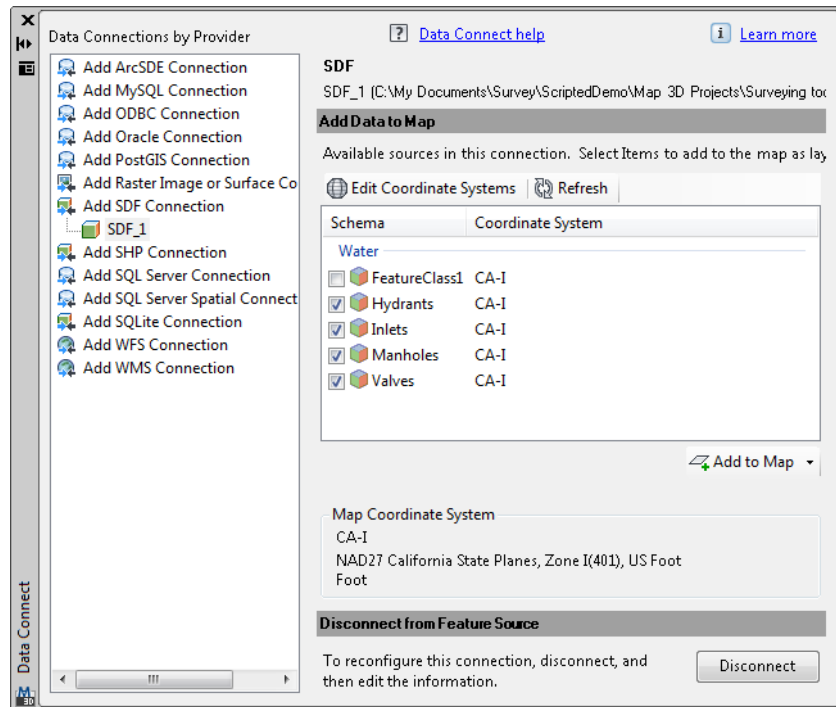 Data Connections by Provider
Add ArcSDE Connection
Add MySQL Connection
Add ODBC Connection
Add Oracle Connection
Add PostGIS Connection
Add Raster Image or Surface Co
Add SDF Connection
SDF_1
Add SHP Connection
Add SQL Server Connection
Add SQL Server Spatial Connect
Add SQLite Connection
Add WFS Connection
Add WMS Connection
Data Connect help
Learn more
SDF
SDF_1 (C:\My Documents\Survey\ScriptedDemo\Map 3D Projects\Surveying too
Add Data to Map
Available sources in this connection. Select Items to add to the map as lay
Edit Coordinate Systems Refresh
Schema Coordinate System
Water
FeatureClass1 CA-I
Hydrants CA-I
Inlets CA-I
Manholes CA-I
Valves CA-I
Add to Map
Map Coordinate System
CA-I
NAD27 California State Planes, Zone I(401), US Foot
Foot
Disconnect from Feature Source
To reconfigure this connection, disconnect, and
then edit the information.
Disconnect
Data Connect
M
3D